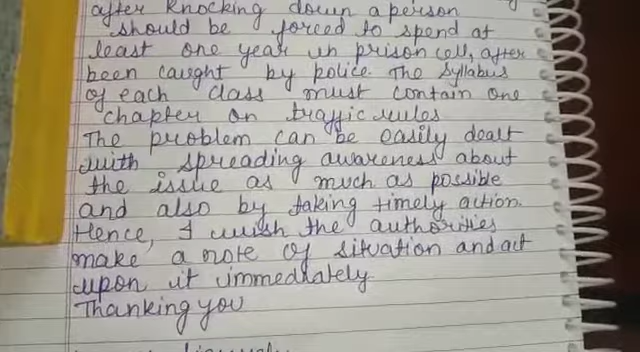 after knocking down a person
should be forced to spend at
least one year in prison cell, after
been caught by police. The syllabus
of each class must contain one
chapter on traffic rules
The problem can be easily dealt
with spreading awareness about
the issue as much as possible
and also by taking timely action.
Hence, I wish the authorities
make a note of situation and act
upon it immediately
Thanking you